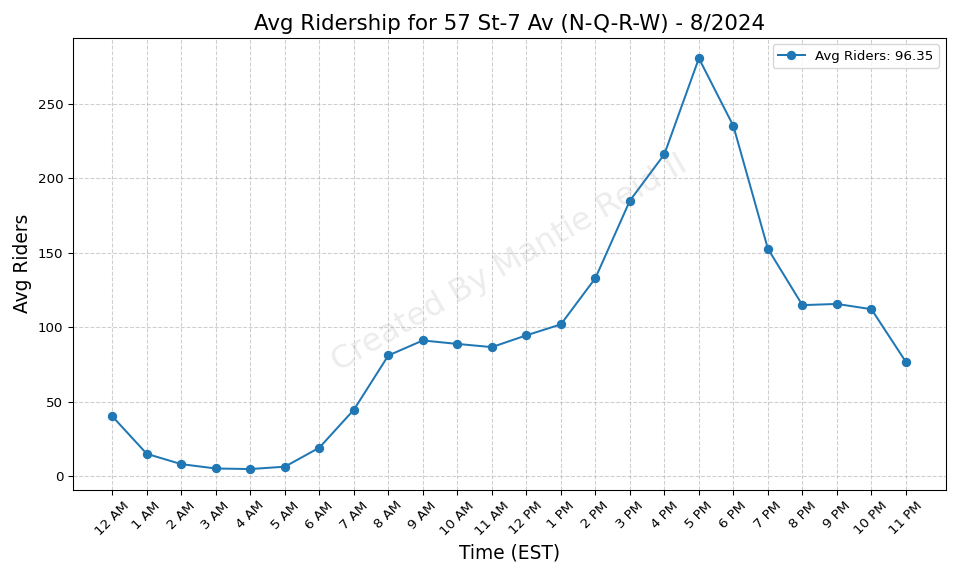 Avg Ridership for 57 St-7 Av (N-Q-R-W) - 8/2024
Avg Riders: 96.35
Avg Riders
250
200
150
100
50
0
Created By Mantle Reid II
12 AM
1 AM
2 AM
3 AM
4 AM
5 AM
6 AM
7 AM
8 AM
9 AM
10 AM
11 AM
12 PM
1 PM
2 PM
3 PM
4 PM
5 PM
6 PM
7 PM
8 PM
9 PM
10 PM
11 PM
Time (EST)